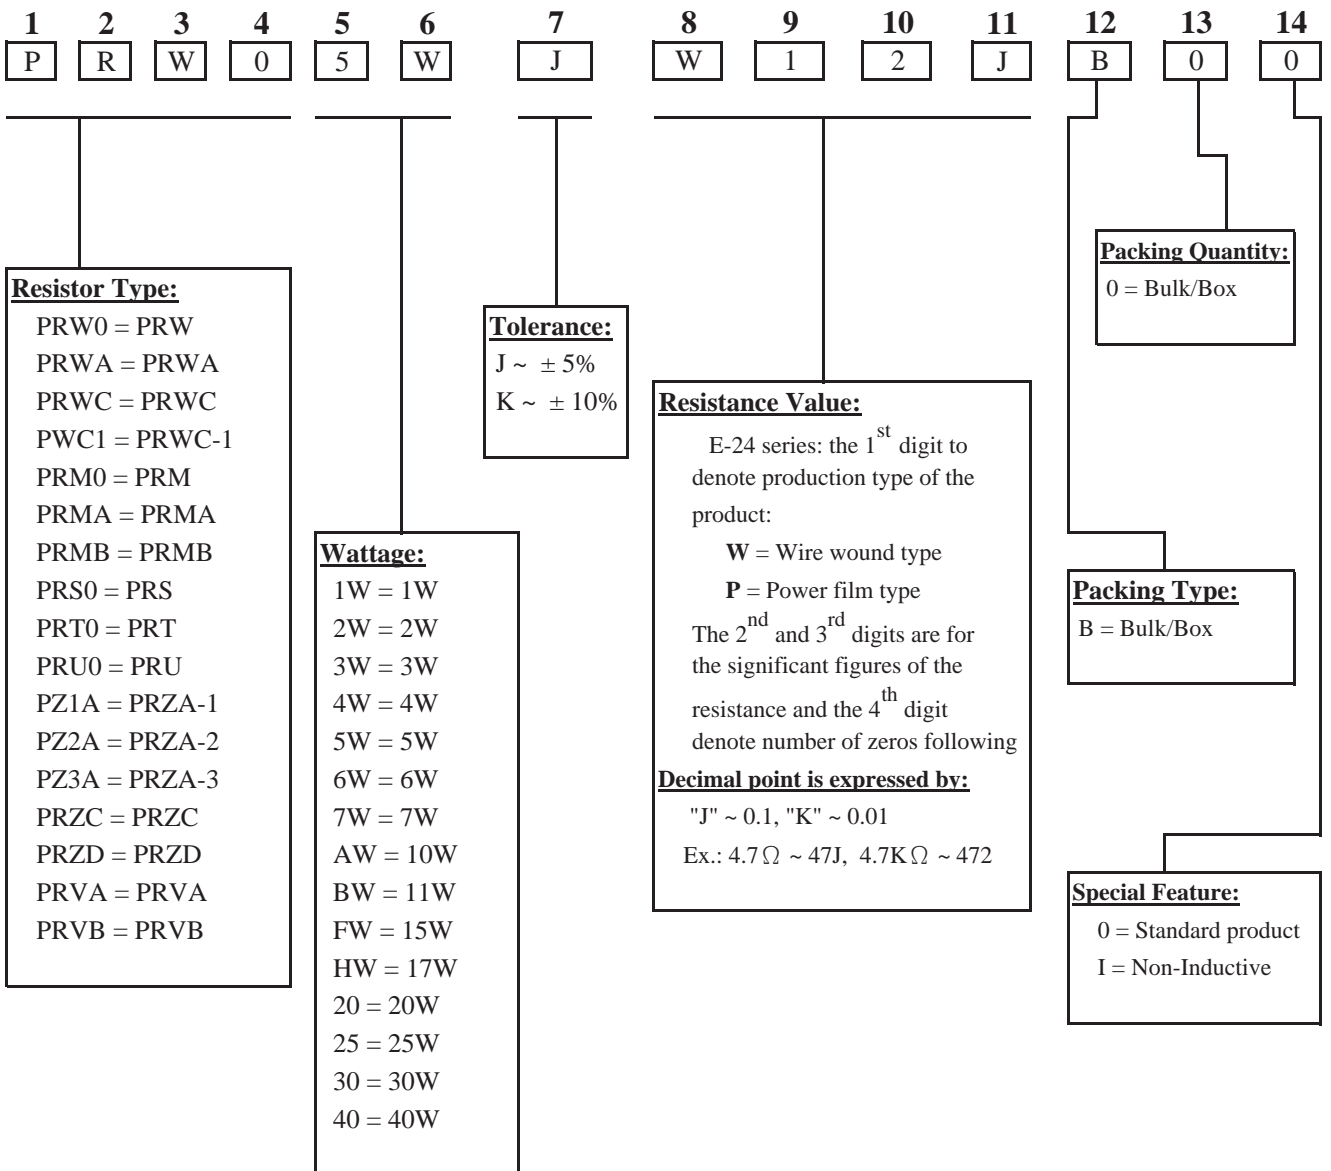 1 2 3 4 5 6 7 8 9 10 11 12 13 14
P R W 0 5 W J W 1 2 J B 0 0
Resistor Type:
PRW0 = PRW
PRWA = PRWA
PRWC = PRWC
PWC1 = PRWC-1
PRM0 = PRM
PRMA = PRMA
PRMB = PRMB
PRS0 = PRS
PRT0 = PRT
PRU0 = PRU
PZ1A = PRZA-1
PZ2A = PRZA-2
PZ3A = PRZA-3
PRZC = PRZC
PRZD = PRZD
PRVA = PRVA
PRVB = PRVB
Wattage:
1W = 1W
2W = 2W
3W = 3W
4W = 4W
5W = 5W
6W = 6W
7W = 7W
AW = 10W
BW = 11W
FW = 15W
HW = 17W
20 = 20W
25 = 25W
30 = 30W
40 = 40W
Tolerance:
J ~ ± 5%
K ~ ± 10%
Resistance Value:
E-24 series: the 1st digit to
denote production type of the
product:
W = Wire wound type
P = Power film type
The 2nd and 3rd digits are for
the significant figures of the
resistance and the 4th digit
denote number of zeros following
Decimal point is expressed by:
"J" ~ 0.1, "K" ~ 0.01
Ex.: 4.7Ω ~ 47J, 4.7KΩ ~ 472
Packing Quantity:
0 = Bulk/Box
Packing Type:
B = Bulk/Box
Special Feature:
0 = Standard product
I = Non-Inductive